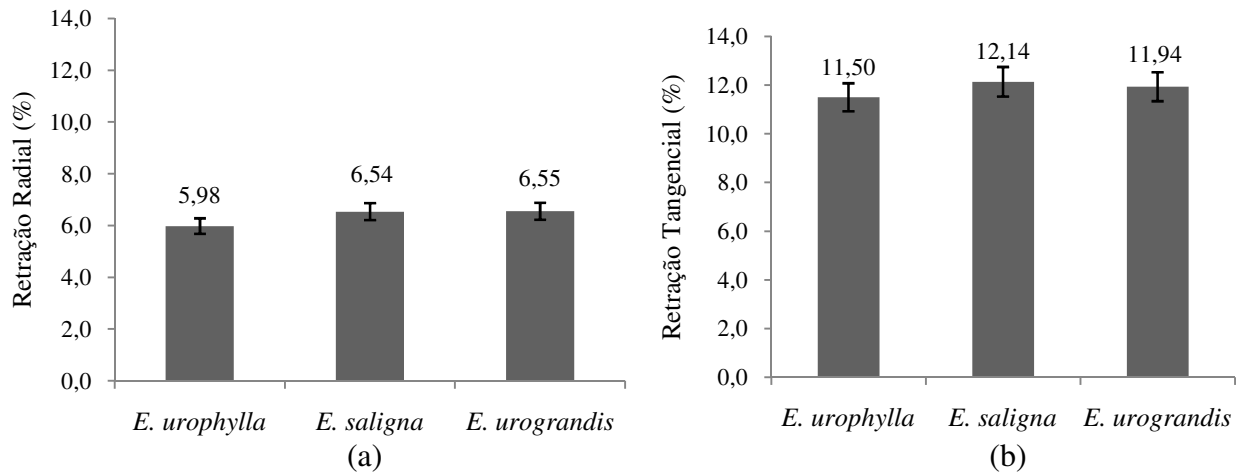 Retração Radial (%)
14,0
12,0
10,0
8,0
6,0
4,0
2,0
0,0
5,98
6,54
6,55
E. urophylla
E. saligna
E. urograndis
(a)
Retração Tangencial (%)
14,0
12,0
10,0
8,0
6,0
4,0
2,0
0,0
11,50
12,14
11,94
E. urophylla
E. saligna
E. urograndis
(b)